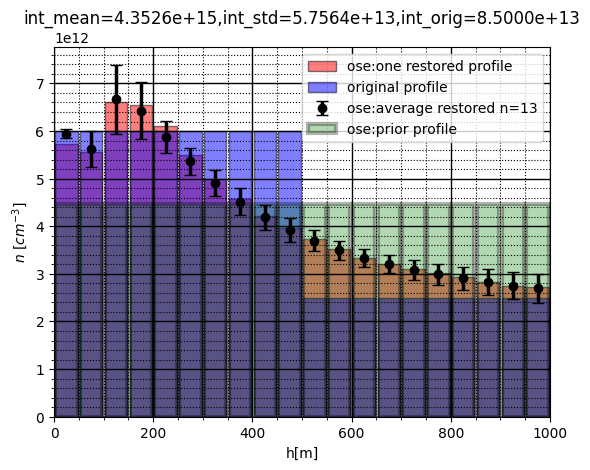 int_mean=4.3526e+15,int_std=5.7564e+13,int_orig=8.5000e+13
1e12
ose:one restored profile
original profile
ose:average restored n=13
ose:prior profile
7
6
5
4
3
2
1
0
n [cm⁻³]
0 200 400 600 800 1000
h[m]